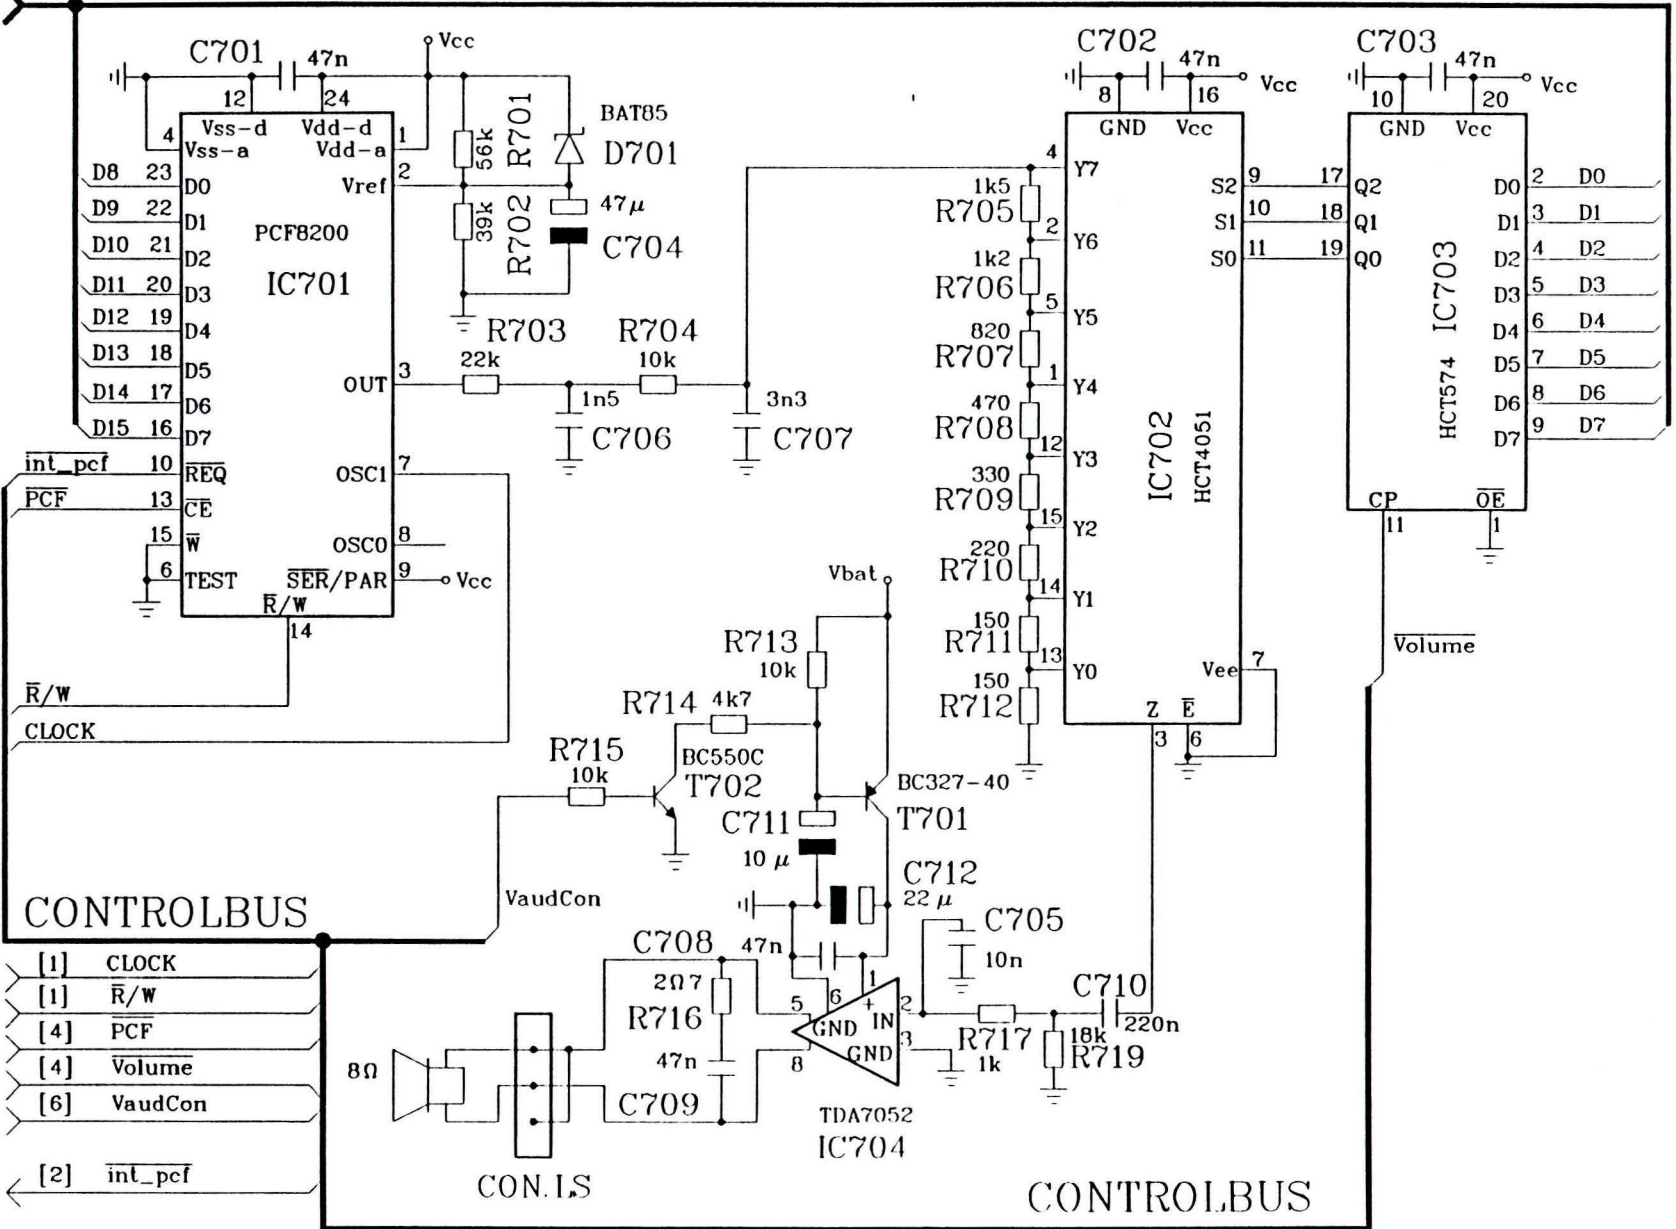 C701
47n
Vcc
12
24
Vss-d
Vdd-d
4
Vss-a
Vdd-a
1
D8 23 D0
Vref 2
D9 22 D1
D10 21 D2
D11 20 D3
D12 19 D4
D13 18 D5
D14 17 D6
D15 16 D7
PCF8200
IC701
OUT 3
int_pcf 10 REQ
OSC1 7
PCF 13 CE
15 W
OSC0 8
6 TEST
SER/PAR 9 Vcc
R/W
14
R/W
CLOCK
56k
R701
BAT85
D701
39k
R702
47μ
C704
R703
22k
R704
10k
1n5
C706
3n3
C707
C702
47n
Vcc
8
16
GND
Vcc
4 Y7
1k5
R705
2 Y6
1k2
R706
5 Y5
820
R707
1 Y4
470
R708
12 Y3
330
R709
15 Y2
220
R710
14 Y1
150
R711
13 Y0
150
R712
IC702
HCT4051
S2 9
S1 10
S0 11
Vee 7
Z
E
3
6
C703
47n
Vcc
10
20
GND
Vcc
17 Q2
18 Q1
19 Q0
IC703
HCT574
D0 2 D0
D1 3 D1
D2 4 D2
D3 5 D3
D4 6 D4
D5 7 D5
D6 8 D6
D7 9 D7
CP
OE
11
1
Volume
Vbat
R713
10k
R714
4k7
R715
10k
BC550C
T702
BC327-40
T701
C711
10 μ
C712
22 μ
VaudCon
CONTROLBUS
C705
10n
C708
47n
2Ω7
R716
47n
C709
5
6
1
+
2
GND
IN
3
GND
8
TDA7052
IC704
R717
1k
C710
220n
18k
R719
8Ω
CON.LS
[1] CLOCK
[1] R/W
[4] PCF
[4] Volume
[6] VaudCon
[2] int_pcf
CONTROLBUS